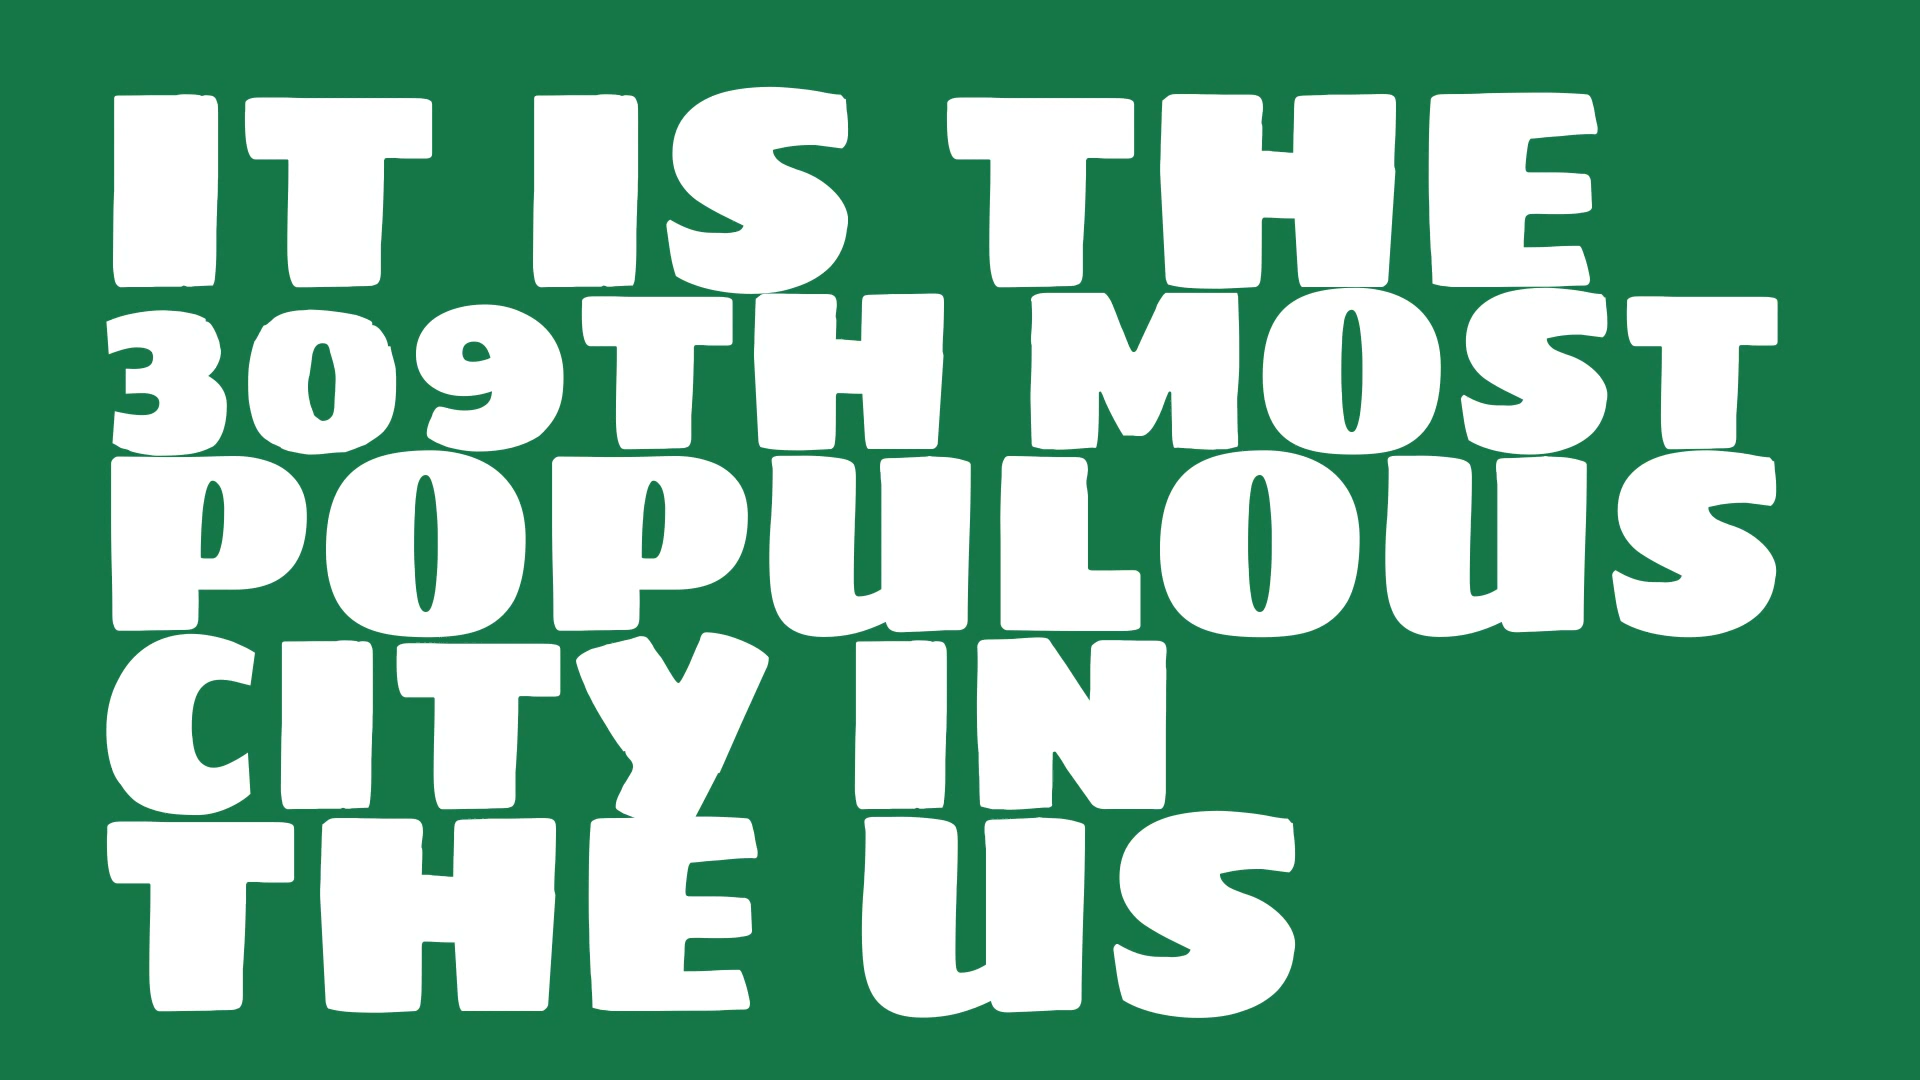 IT IS THE
309TH MOST
POPULOUS
CITY IN
THE US